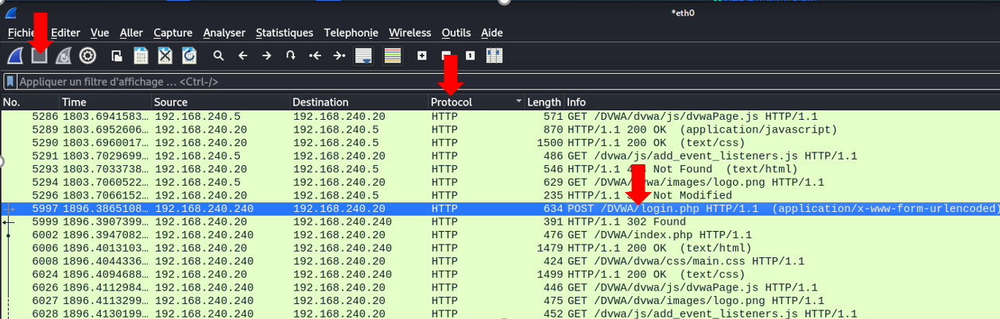 *eth0
Fichie Editer Vue Aller Capture Analyser Statistiques Telephonie Wireless Outils Aide
Appliquer un filtre d'affichage … <Ctrl-/>
No. Time Source Destination Protocol Length Info
5286 1803.6941583… 192.168.240.5 192.168.240.20 HTTP 571 GET /DVWA/dvwa/js/dvwaPage.js HTTP/1.1
5289 1803.6952606… 192.168.240.20 192.168.240.5 HTTP 870 HTTP/1.1 200 OK (application/javascript)
5290 1803.6960017… 192.168.240.20 192.168.240.5 HTTP 1500 HTTP/1.1 200 OK (text/css)
5291 1803.7029699… 192.168.240.5 192.168.240.20 HTTP 486 GET /dvwa/js/add_event_listeners.js HTTP/1.1
5293 1803.7033738… 192.168.240.20 192.168.240.5 HTTP 546 HTTP/1.1 4 Not Found (text/html)
5294 1803.7060522… 192.168.240.5 192.168.240.20 HTTP 629 GET /DVWA/dvwa/images/logo.png HTTP/1.1
5296 1803.7066152… 192.168.240.20 192.168.240.5 HTTP 235 HTTP/1.1 Not Modified
5997 1896.3865108… 192.168.240.240 192.168.240.20 HTTP 634 POST /DVWA/login.php HTTP/1.1 (application/x-www-form-urlencoded)
5999 1896.3907399… 192.168.240.20 192.168.240.240 HTTP 391 HTTP/1.1 302 Found
6002 1896.3947082… 192.168.240.240 192.168.240.20 HTTP 476 GET /DVWA/index.php HTTP/1.1
6006 1896.4013103… 192.168.240.20 192.168.240.240 HTTP 1479 HTTP/1.1 200 OK (text/html)
6008 1896.4044336… 192.168.240.240 192.168.240.20 HTTP 424 GET /DVWA/dvwa/css/main.css HTTP/1.1
6024 1896.4094688… 192.168.240.20 192.168.240.240 HTTP 1499 HTTP/1.1 200 OK (text/css)
6026 1896.4112984… 192.168.240.240 192.168.240.20 HTTP 446 GET /DVWA/dvwa/js/dvwaPage.js HTTP/1.1
6027 1896.4113299… 192.168.240.240 192.168.240.20 HTTP 475 GET /DVWA/dvwa/images/logo.png HTTP/1.1
6028 1896.4130199… 192.168.240.240 192.168.240.20 HTTP 452 GET /dvwa/js/add_event_listeners.js HTTP/1.1